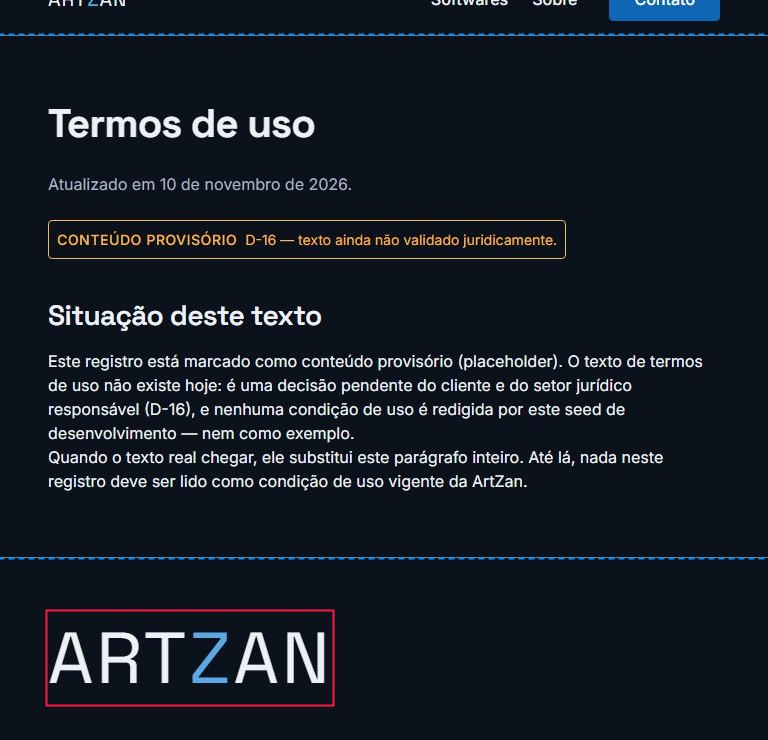 ARTZAN Softwares Sobre Contato
Termos de uso
Atualizado em 10 de novembro de 2026.
CONTEÚDO PROVISÓRIO D-16 — texto ainda não validado juridicamente.
Situação deste texto
Este registro está marcado como conteúdo provisório (placeholder). O texto de termos
de uso não existe hoje: é uma decisão pendente do cliente e do setor jurídico
responsável (D-16), e nenhuma condição de uso é redigida por este seed de
desenvolvimento — nem como exemplo.
Quando o texto real chegar, ele substitui este parágrafo inteiro. Até lá, nada neste
registro deve ser lido como condição de uso vigente da ArtZan.
ARTZAN